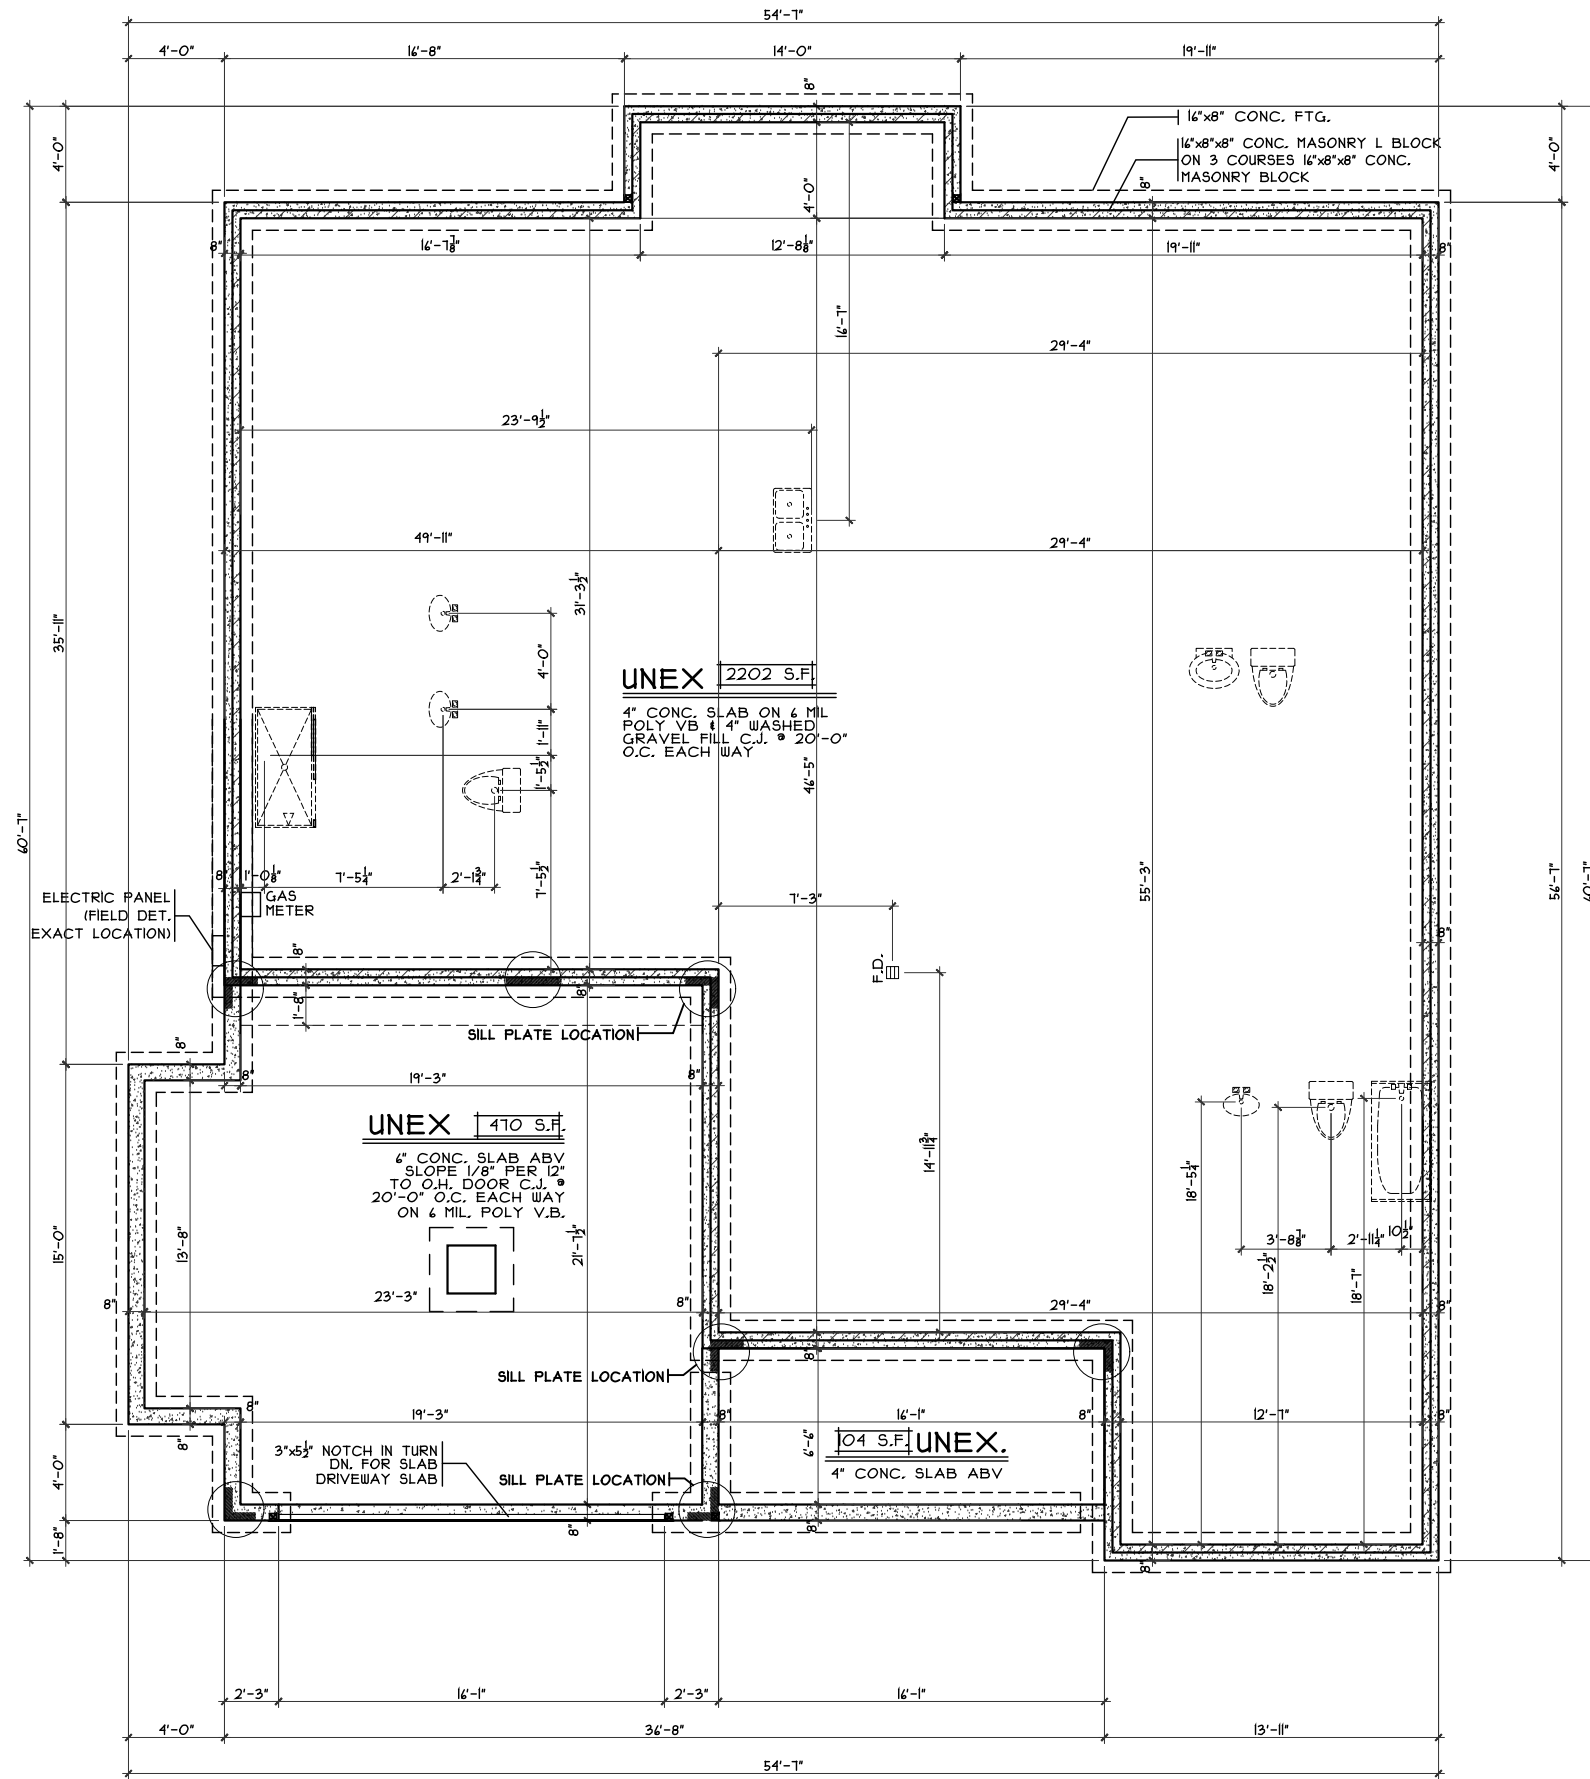 54'-7"
4'-0"
16'-8"
14'-0"
19'-11"
8"
16"x8" CONC. FTG.
16"x8"x8" CONC. MASONRY L BLOCK
ON 3 COURSES 16"x8"x8" CONC.
MASONRY BLOCK
4'-0"
4'-0"
4'-0"
8"
8"
16'-7 7/8"
12'-8 1/8"
19'-11"
8"
16'-7"
29'-4"
23'-9 1/2"
49'-11"
29'-4"
31'-3 1/2"
35'-11"
4'-0"
UNEX 2202 S.F.
4" CONC. SLAB ON 6 MIL
POLY VB & 4" WASHED
GRAVEL FILL C.J. @ 20'-0"
O.C. EACH WAY
1'-11"
1'-5 1/2"
46'-5"
60'-7"
8"
1'-0 1/8"
7'-5 1/4"
2'-1 3/4"
7'-5 1/2"
55'-3"
56'-7"
60'-7"
7'-3"
ELECTRIC PANEL
(FIELD DET.
EXACT LOCATION)
GAS
METER
8"
8"
F.D.
8"
1'-8"
SILL PLATE LOCATION
8"
19'-3"
8"
8"
UNEX 470 S.F.
6" CONC. SLAB ABV
SLOPE 1/8" PER 12"
TO O.H. DOOR C.J. @
20'-0" O.C. EACH WAY
ON 6 MIL. POLY V.B.
14'-11 3/4"
18'-5 1/4"
15'-0"
13'-8"
21'-7 1/2"
3'-8 7/8"
2'-11 1/4"
10 1/2"
18'-2 1/2"
18'-7"
23'-3"
8"
8"
29'-4"
8"
8"
SILL PLATE LOCATION
8"
19'-3"
8"
16'-1"
8"
12'-7"
8"
8"
104 S.F. UNEX.
4" CONC. SLAB ABV
6'-6"
3"x5 1/2" NOTCH IN TURN
DN. FOR SLAB
DRIVEWAY SLAB
SILL PLATE LOCATION
4'-0"
1'-8"
8"
8"
8"
2'-3"
16'-1"
2'-3"
16'-1"
4'-0"
36'-8"
13'-11"
54'-7"